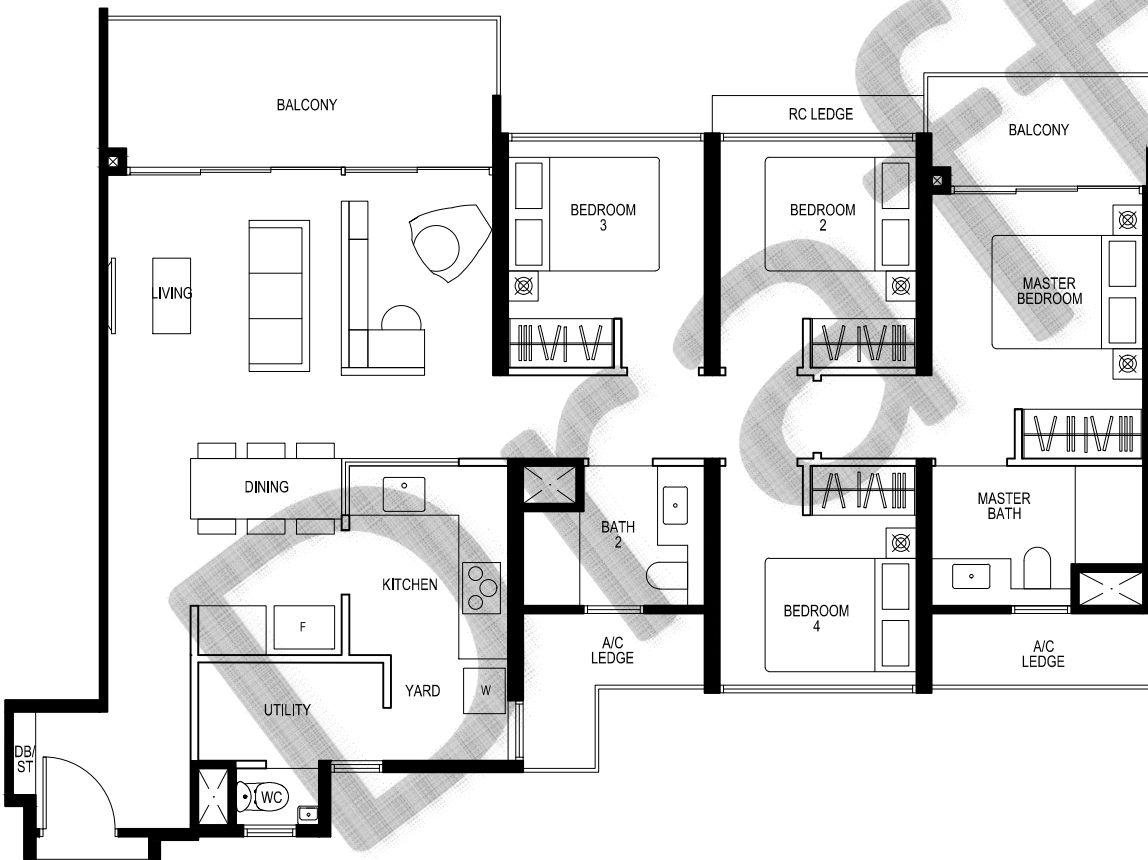 BALCONY
RC LEDGE
BALCONY
BEDROOM
3
BEDROOM
2
MASTER
BEDROOM
LIVING
DINING
KITCHEN
F
BATH
2
MASTER
BATH
BEDROOM
4
A/C
LEDGE
A/C
LEDGE
YARD
W
UTILITY
DB/
ST
WC
Draft